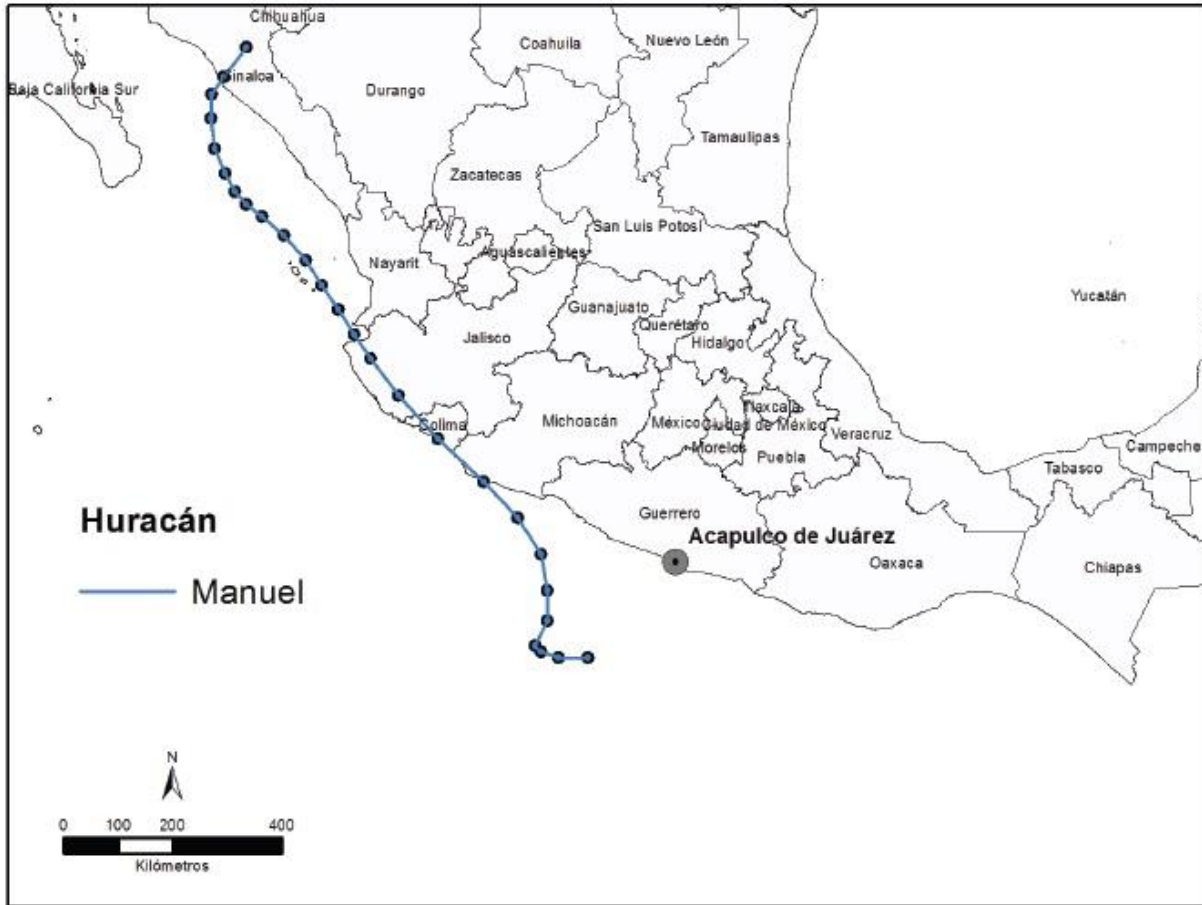 Chihuahua
Coahuila
Nuevo León
Sinaloa
Baja California Sur
Durango
Tamaulipas
Zacatecas
San Luis Potosí
Aguascalientes
Nayarit
Yucatán
Guanajuato
Querétaro
Jalisco
Hidalgo
Tlaxcala
Michoacán
México
Ciudad de México
Colima
Veracruz
Morelos
Puebla
Campeche
Tabasco
Huracán
Guerrero
Acapulco de Juárez
Oaxaca
Chiapas
Manuel
N
0 100 200 400
Kilómetros